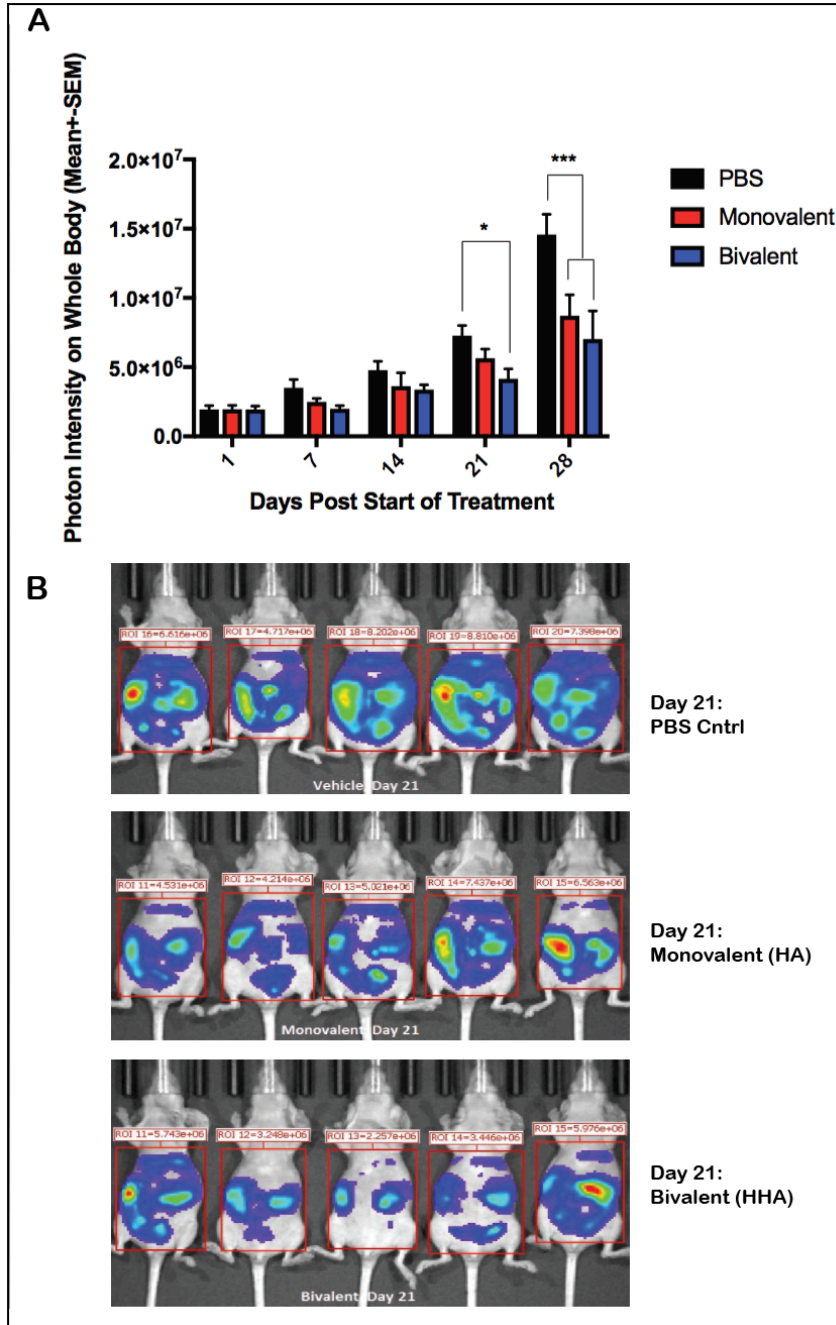 A
Photon Intensity on Whole Body (Mean+-SEM)
2.0×10⁷
1.5×10⁷
1.0×10⁷
5.0×10⁶
0.0
*
***
PBS
Monovalent
Bivalent
1 7 14 21 28
Days Post Start of Treatment
B
ROI 16=6.616e+06 ROI 17=4.717e+06 ROI 18=8.202e+06 ROI 19=8.810e+06 ROI 20=7.398e+06
Vehicle, Day 21
Day 21:
PBS Cntrl
ROI 11=4.531e+06 ROI 12=4.214e+06 ROI 13=5.021e+06 ROI 14=7.437e+06 ROI 15=6.563e+06
Monovalent, Day 21
Day 21:
Monovalent (HA)
ROI 11=5.743e+06 ROI 12=3.248e+06 ROI 13=2.257e+06 ROI 14=3.446e+06 ROI 15=5.976e+06
Bivalent, Day 21
Day 21:
Bivalent (HHA)